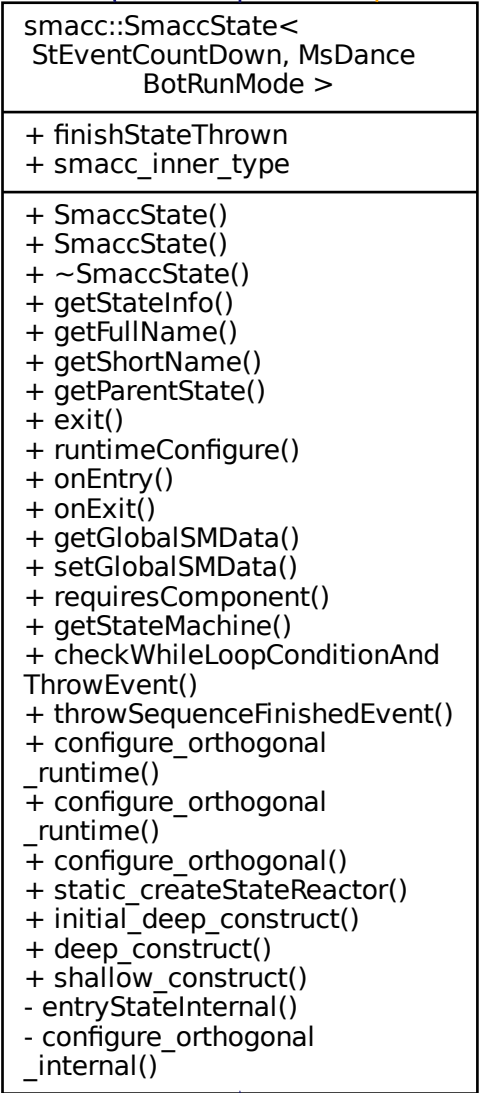 smacc::SmaccState<
StEventCountDown, MsDance
BotRunMode >
+ finishStateThrown
+ smacc_inner_type
+ SmaccState()
+ SmaccState()
+ ~SmaccState()
+ getStateInfo()
+ getFullName()
+ getShortName()
+ getParentState()
+ exit()
+ runtimeConfigure()
+ onEntry()
+ onExit()
+ getGlobalSMData()
+ setGlobalSMData()
+ requiresComponent()
+ getStateMachine()
+ checkWhileLoopConditionAnd
ThrowEvent()
+ throwSequenceFinishedEvent()
+ configure_orthogonal
_runtime()
+ configure_orthogonal
_runtime()
+ configure_orthogonal()
+ static_createStateReactor()
+ initial_deep_construct()
+ deep_construct()
+ shallow_construct()
- entryStateInternal()
- configure_orthogonal
_internal()